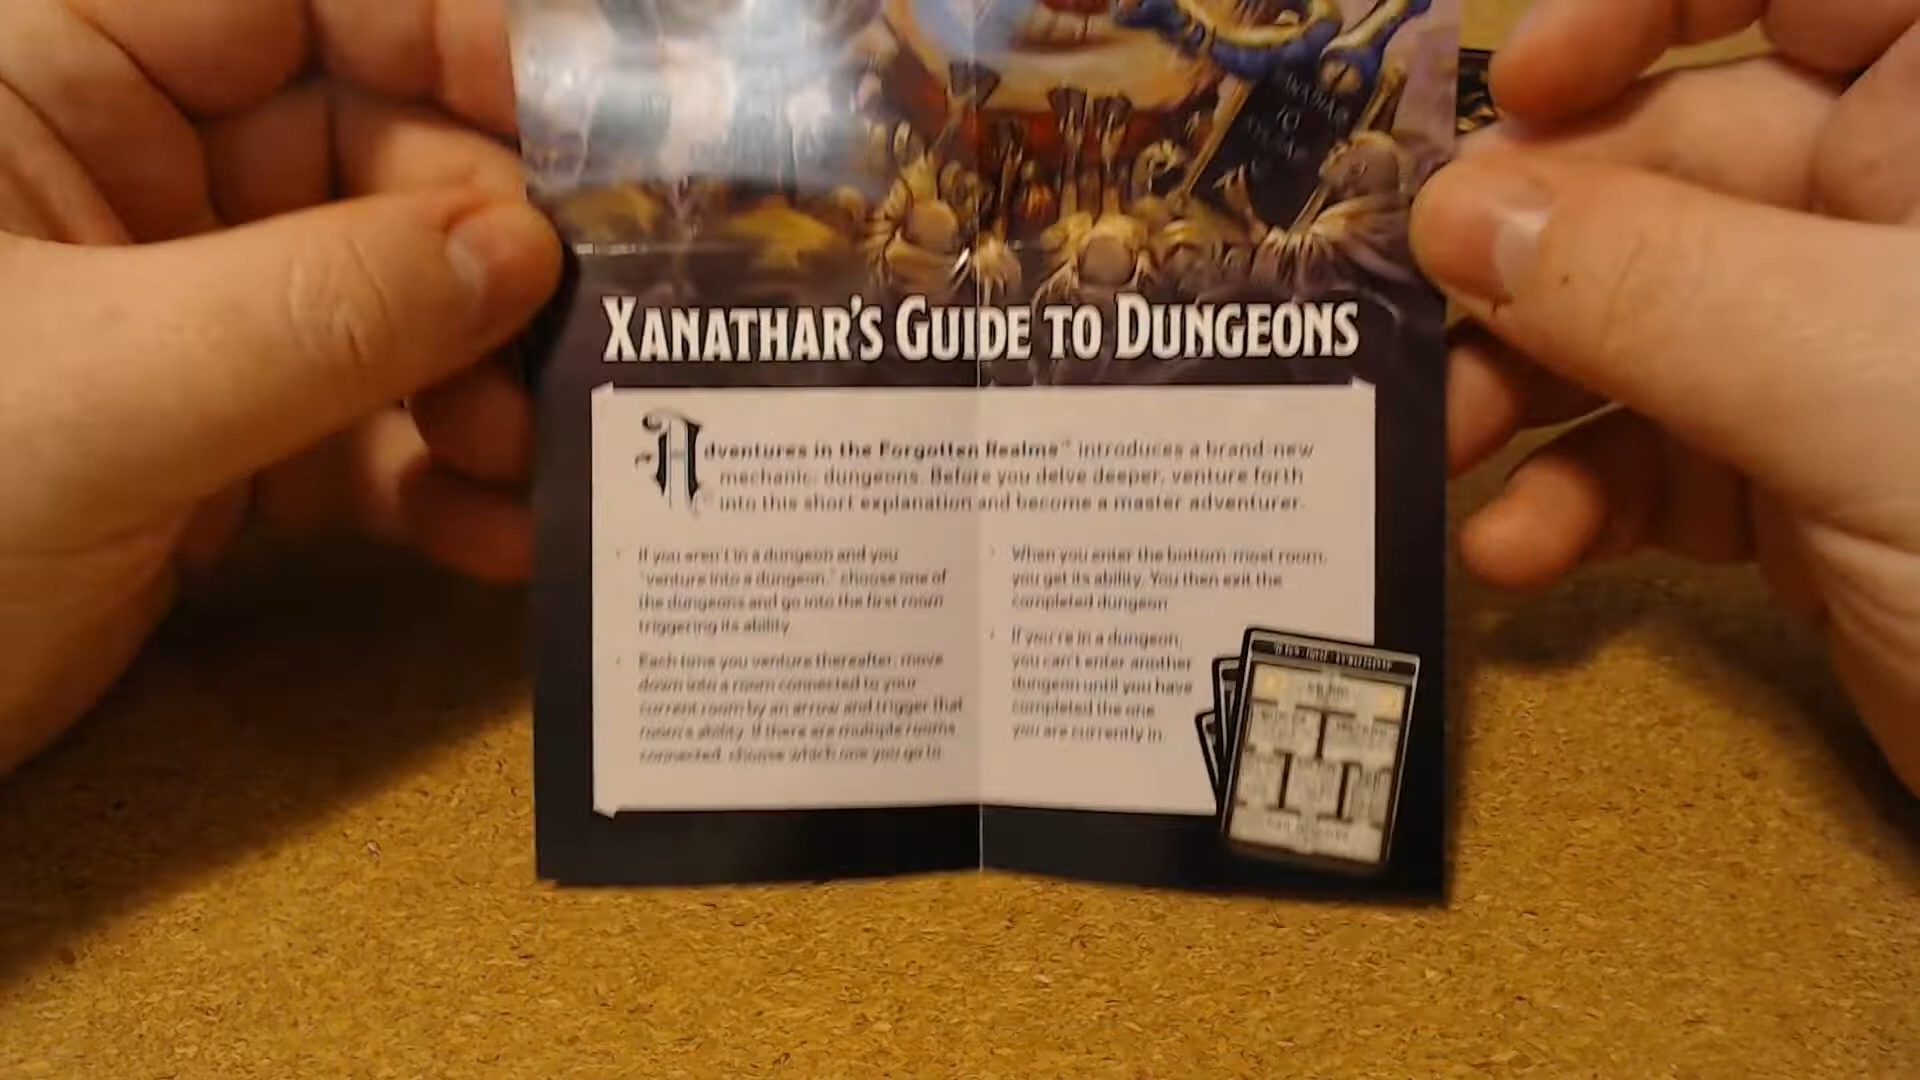 XANATHAR'S GUIDE TO DUNGEONS
Adventures in the Forgotten Realms™ introduces a brand-new
mechanic: dungeons. Before you delve deeper, venture forth
into this short explanation and become a master adventurer.
• If you aren't in a dungeon and you
"venture into a dungeon," choose one of
the dungeons and go into the first room
triggering its ability.
• Each time you venture thereafter, move
down into a room connected to your
current room by an arrow and trigger that
room's ability. If there are multiple rooms
connected, choose which one you go to.
• When you enter the bottom-most room,
you get its ability. You then exit the
completed dungeon.
• If you're in a dungeon,
you can't enter another
dungeon until you have
completed the one
you are currently in.